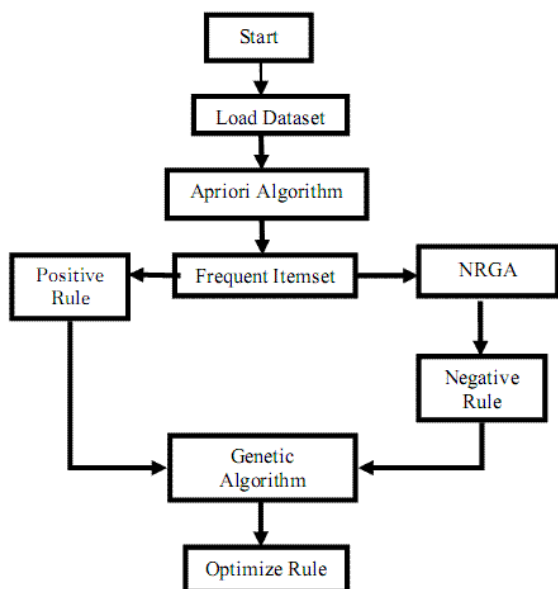 Start
Load Dataset
Apriori Algorithm
Positive
Rule
Frequent Itemset
NRGA
Negative
Rule
Genetic
Algorithm
Optimize Rule